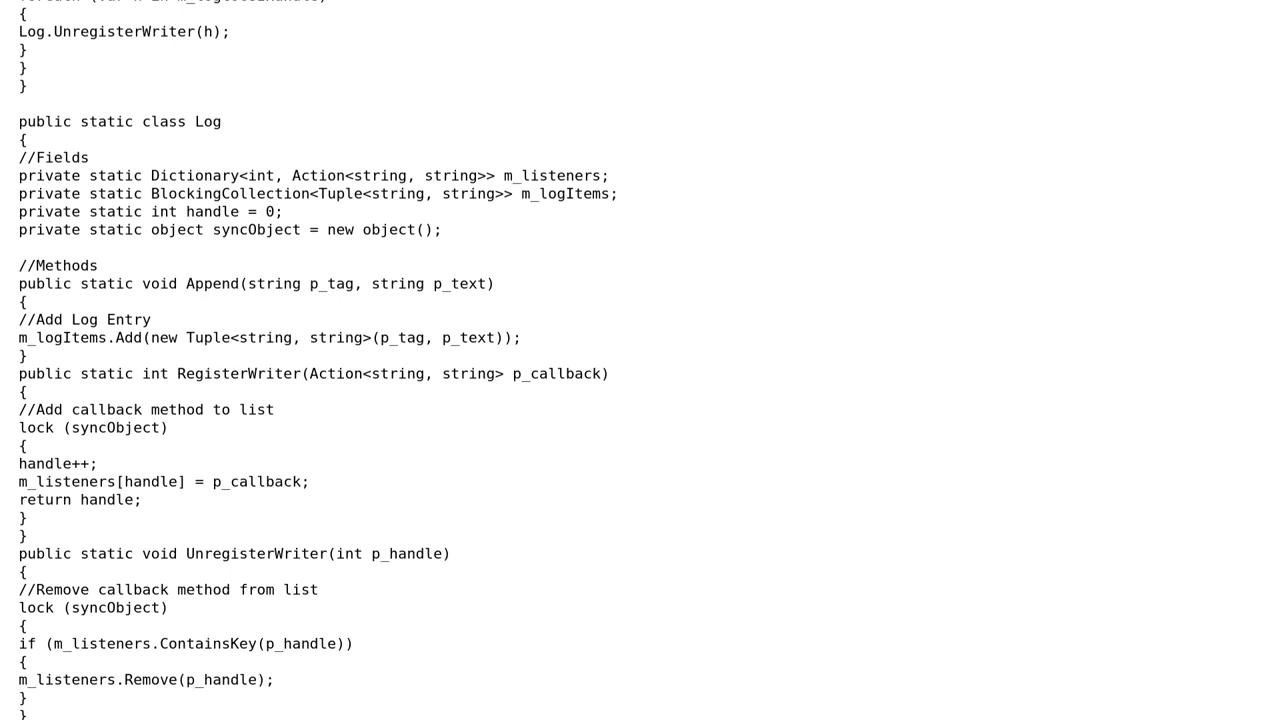 {
Log.UnregisterWriter(h);
}
}
}

public static class Log
{
//Fields
private static Dictionary<int, Action<string, string>> m_listeners;
private static BlockingCollection<Tuple<string, string>> m_logItems;
private static int handle = 0;
private static object syncObject = new object();

//Methods
public static void Append(string p_tag, string p_text)
{
//Add Log Entry
m_logItems.Add(new Tuple<string, string>(p_tag, p_text));
}
public static int RegisterWriter(Action<string, string> p_callback)
{
//Add callback method to list
lock (syncObject)
{
handle++;
m_listeners[handle] = p_callback;
return handle;
}
}
public static void UnregisterWriter(int p_handle)
{
//Remove callback method from list
lock (syncObject)
{
if (m_listeners.ContainsKey(p_handle))
{
m_listeners.Remove(p_handle);
}
}